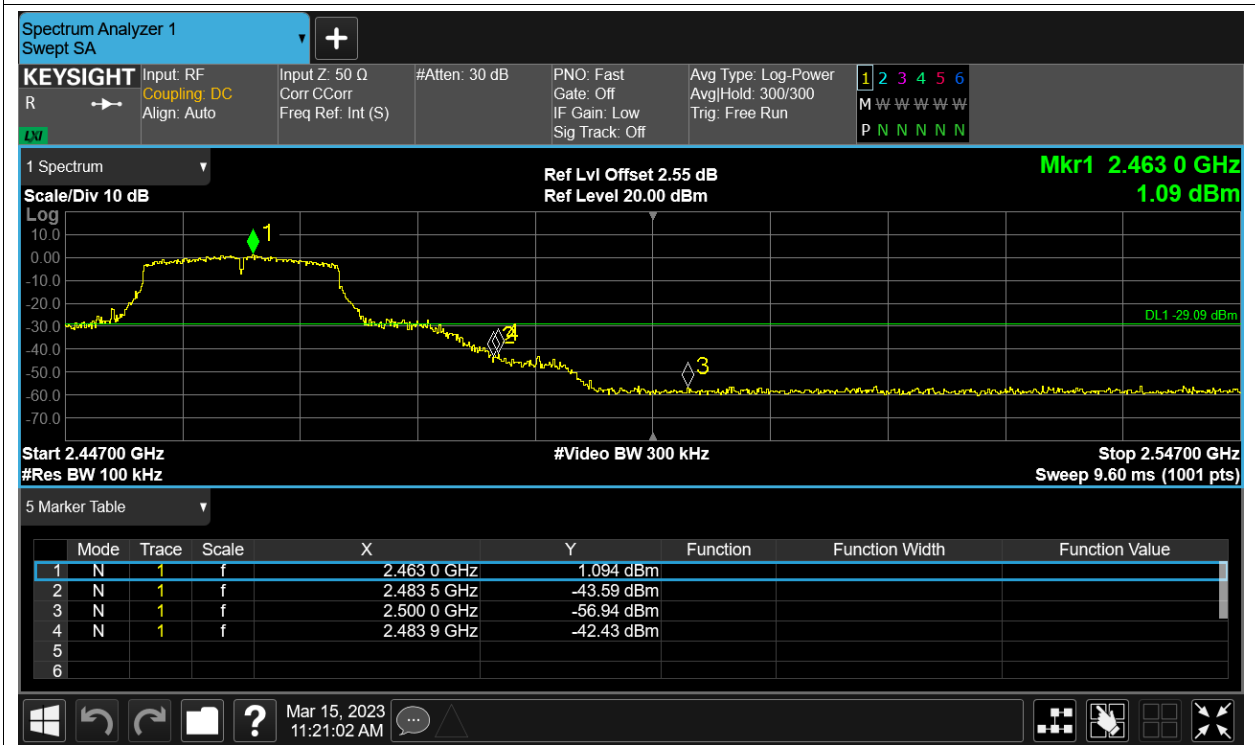 Spectrum Analyzer 1
Swept SA
+
KEYSIGHT Input: RF Input Z: 50 Ω #Atten: 30 dB PNO: Fast Avg Type: Log-Power 1 2 3 4 5 6
R Coupling: DC Corr CCorr Gate: Off Avg|Hold: 300/300 M W W W W W
Align: Auto Freq Ref: Int (S) IF Gain: Low Trig: Free Run
LXI Sig Track: Off P N N N N N
1 Spectrum Ref Lvl Offset 2.55 dB Mkr1 2.463 0 GHz
Scale/Div 10 dB Ref Level 20.00 dBm 1.09 dBm
Log
10.0
1
0.00
-10.0
-20.0
DL1 -29.09 dBm
-30.0
2 4
-40.0
-50.0
3
-60.0
-70.0
Start 2.44700 GHz #Video BW 300 kHz Stop 2.54700 GHz
#Res BW 100 kHz Sweep 9.60 ms (1001 pts)
5 Marker Table
Mode Trace Scale X Y Function Function Width Function Value
1 N 1 f 2.463 0 GHz 1.094 dBm
2 N 1 f 2.483 5 GHz -43.59 dBm
3 N 1 f 2.500 0 GHz -56.94 dBm
4 N 1 f 2.483 9 GHz -42.43 dBm
5
6
? Mar 15, 2023
11:21:02 AM